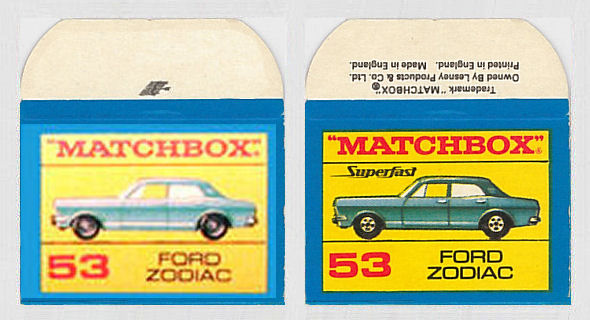 "MATCHBOX"
53
FORD
ZODIAC
Trademark "MATCHBOX"®
Owned By Lesney Products & Co. Ltd.
Printed in England. Made in England.
"MATCHBOX"®
Superfast
53
FORD
ZODIAC